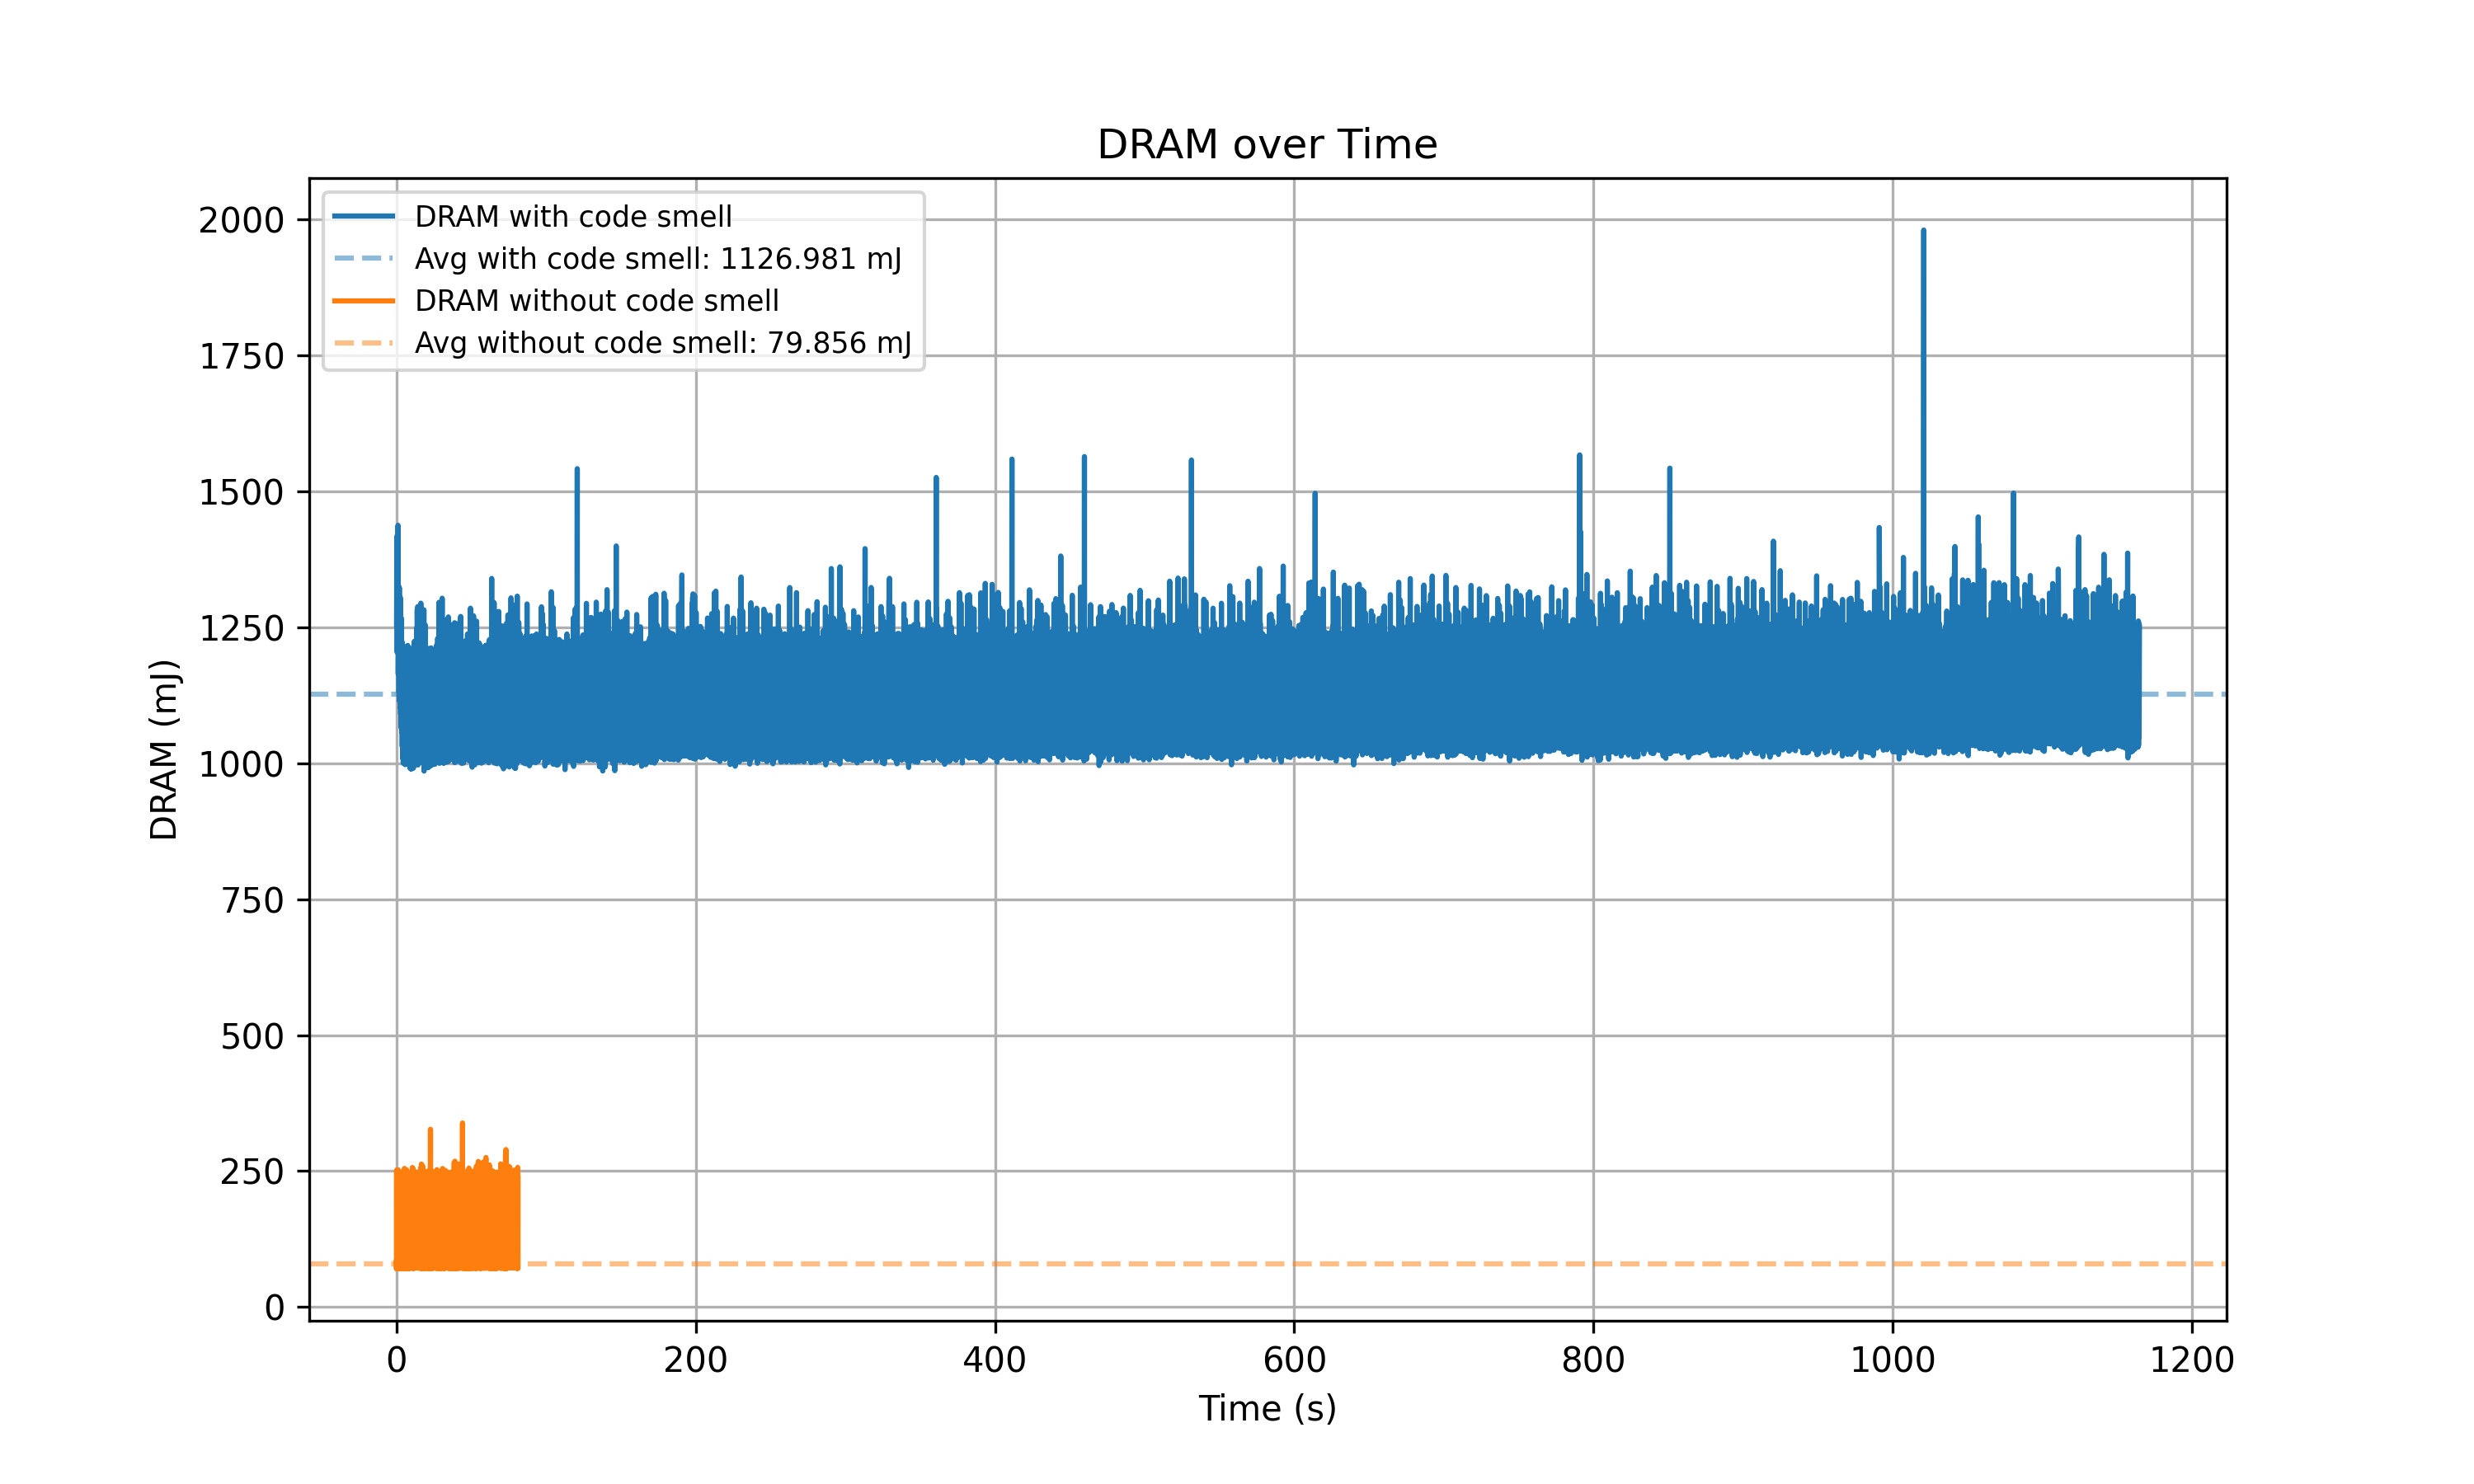 DRAM over Time
DRAM with code smell
Avg with code smell: 1126.981 mJ
DRAM without code smell
Avg without code smell: 79.856 mJ
2000
1750
1500
1250
1000
750
500
250
0
DRAM (mJ)
0 200 400 600 800 1000 1200
Time (s)